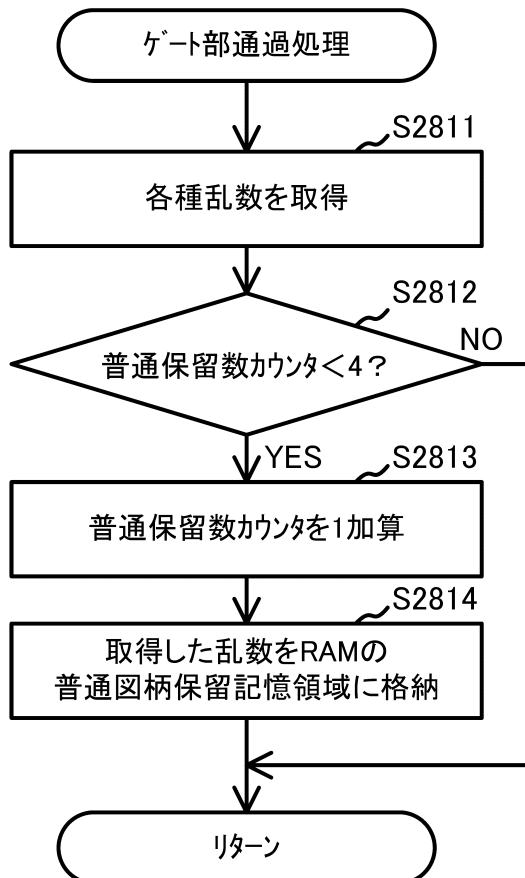 ｹﾞｰﾄ部通過処理
S2811
各種乱数を取得
S2812
普通保留数ｶｳﾝﾀ＜4？
NO
YES
S2813
普通保留数ｶｳﾝﾀを1加算
S2814
取得した乱数をRAMの
普通図柄保留記憶領域に格納
ﾘﾀｰﾝ